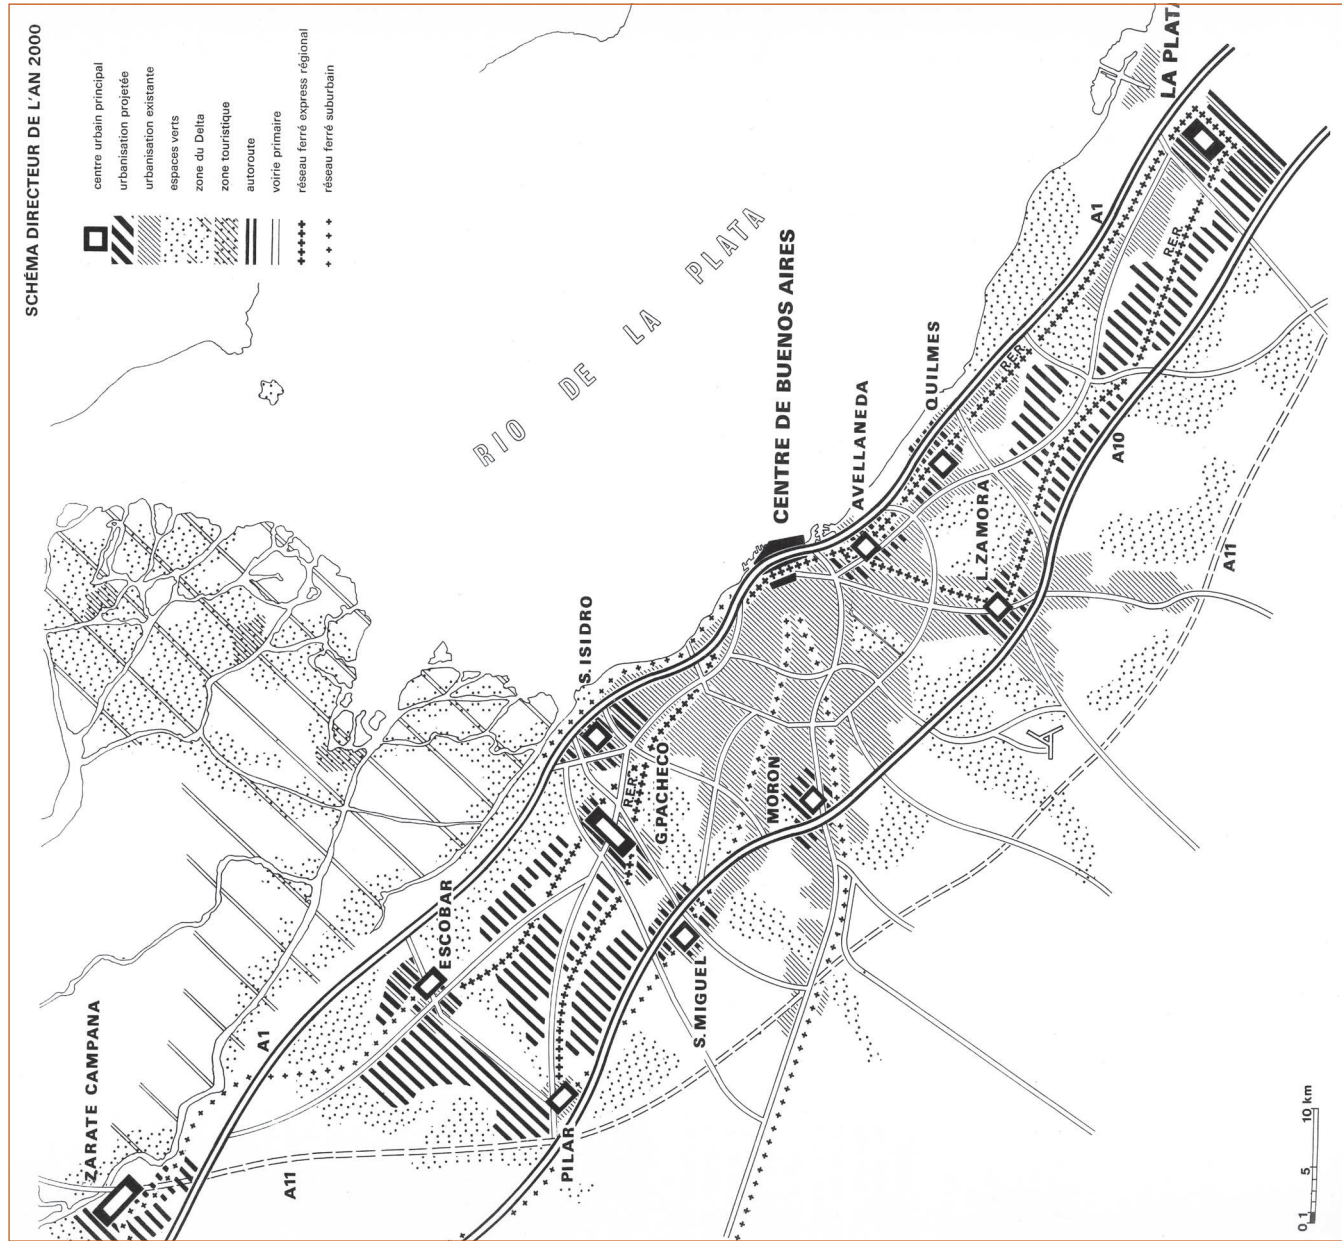 SCHÉMA DIRECTEUR DE L'AN 2000
centre urbain principal
urbanisation projetée
urbanisation existante
espaces verts
zone du Delta
zone touristique
autoroute
voirie primaire
réseau ferré express régional
réseau ferré suburbain
RIO DE LA PLATA
LA PLATA
A1
R.E.R.
CENTRE DE BUENOS AIRES
QUILMES
R.E.R.
AVELLANEDA
A10
L.ZAMORA
A11
S. ISIDRO
R.E.R.
G.PACHECO
MORON
ESCOBAR
S. MIGUEL
A1
ZARATE CAMPANA
PILAR
A11
0 1 5 10 km